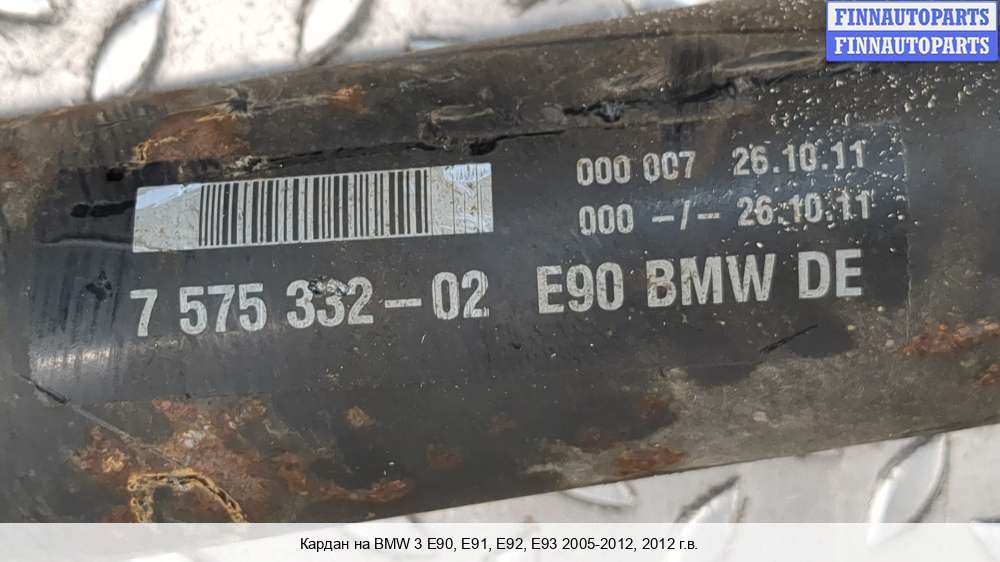 FINNAUTOPARTS
FINNAUTOPARTS
000 007 26.10.11
000 -/- 26.10.11
7 575 332-02 E90 BMW DE
Кардан на BMW 3 E90, E91, E92, E93 2005-2012, 2012 г.в.